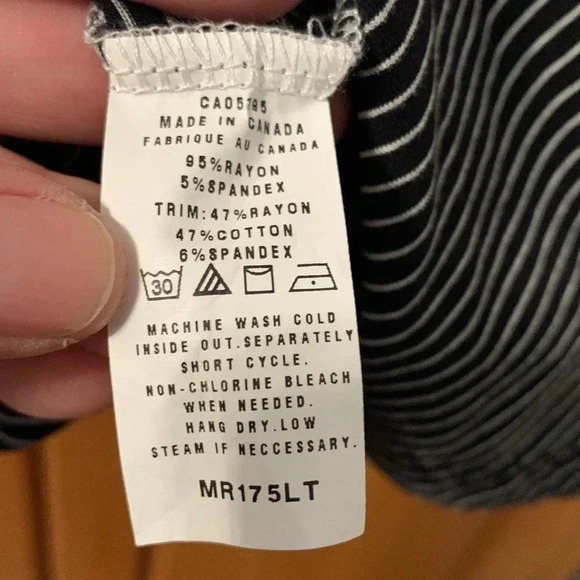 CA05795
MADE IN CANADA
FABRIQUE AU CANADA
95%RAYON
5%SPANDEX
TRIM:47%RAYON
47%COTTON
6%SPANDEX
30
MACHINE WASH COLD
INSIDE OUT.SEPARATELY
SHORT CYCLE.
NON-CHLORINE BLEACH
WHEN NEEDED.
HANG DRY.LOW
STEAM IF NECCESSARY.
MR175LT